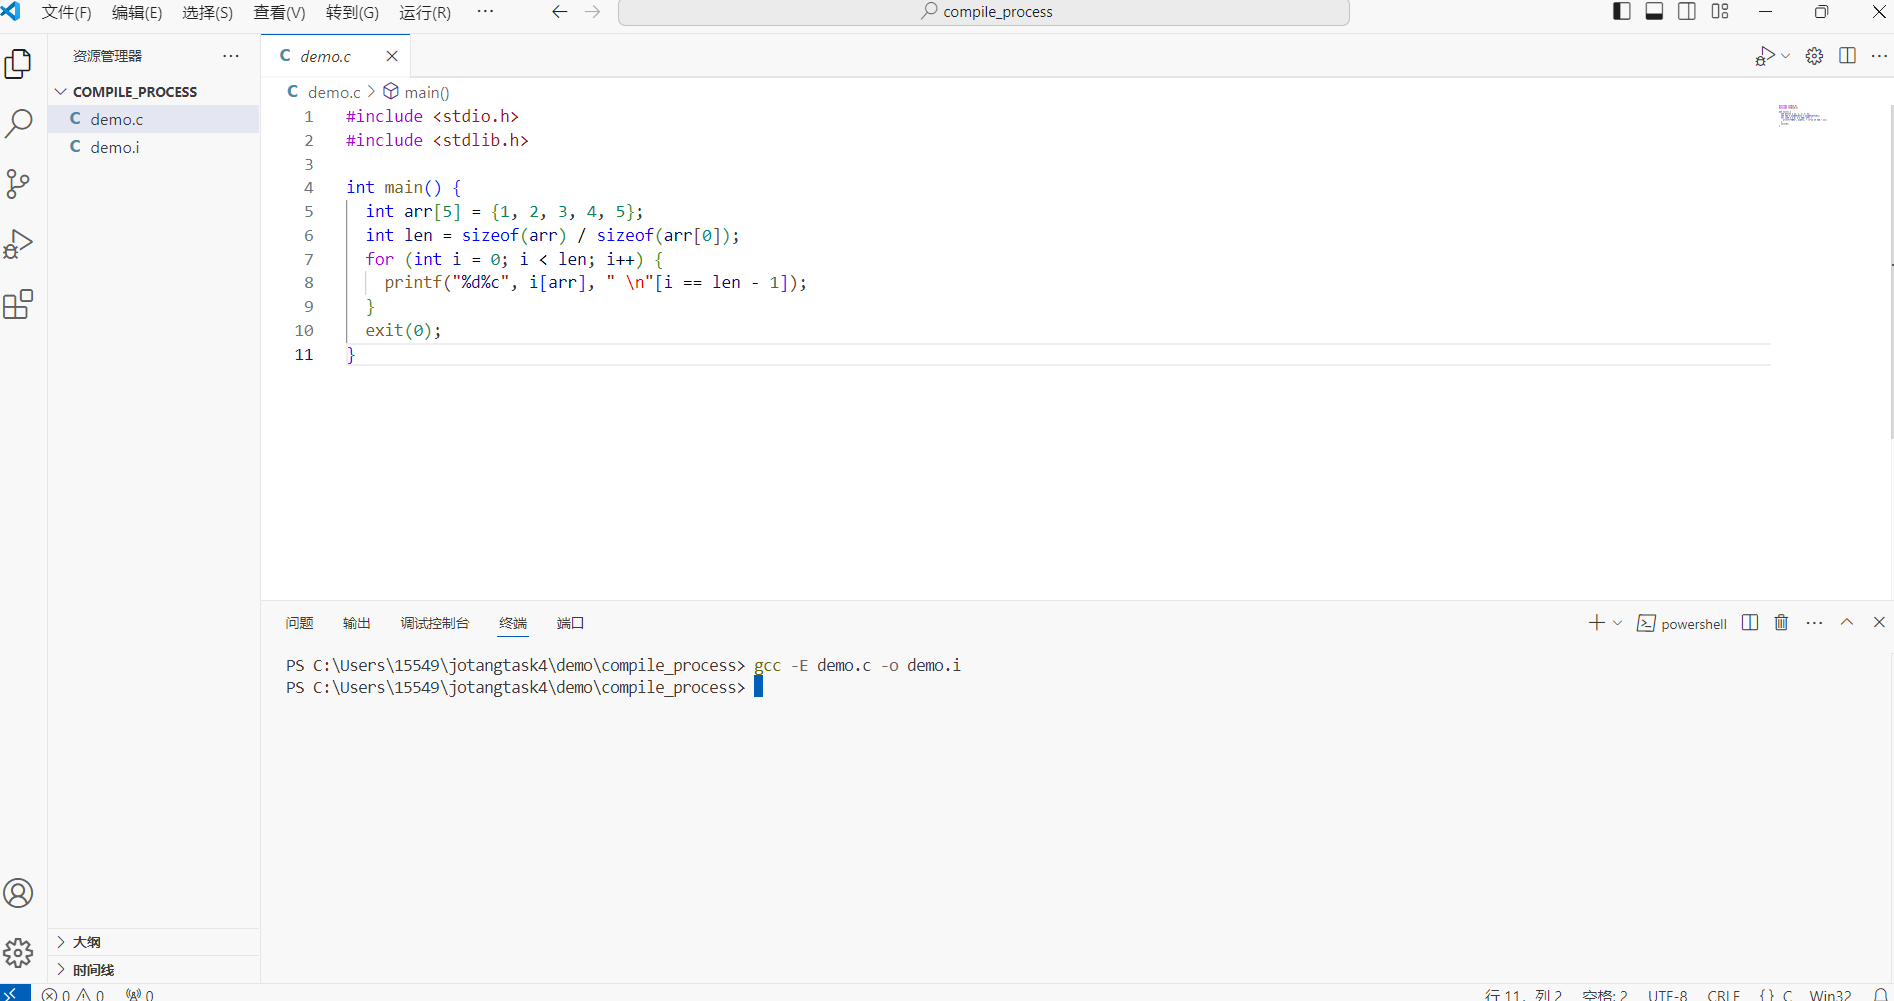 文件(F) 编辑(E) 选择(S) 查看(V) 转到(G) 运行(R) ··· compile_process
资源管理器 ···
COMPILE_PROCESS
C demo.c
C demo.i
大纲
时间线
C demo.c
C demo.c > main()
1 #include <stdio.h>
2 #include <stdlib.h>
3
4 int main() {
5 int arr[5] = {1, 2, 3, 4, 5};
6 int len = sizeof(arr) / sizeof(arr[0]);
7 for (int i = 0; i < len; i++) {
8 printf("%d%c", i[arr], " \n"[i == len - 1]);
9 }
10 exit(0);
11 }
问题 输出 调试控制台 终端 端口 powershell
PS C:\Users\15549\jotangtask4\demo\compile_process> gcc -E demo.c -o demo.i
PS C:\Users\15549\jotangtask4\demo\compile_process>
0 0 0 行 11，列 2 空格: 2 UTF-8 CRLF {} C Win32